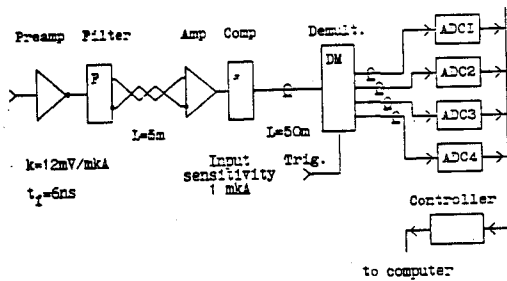 Preamp Filter Amp Comp Demult.
F
DM
ADC1
ADC2
ADC3
ADC4
L=5m
L=50m
k=12mV/mkA
t_f=6ns
Input sensitivity
1 mkA
Trig.
Controller
to computer